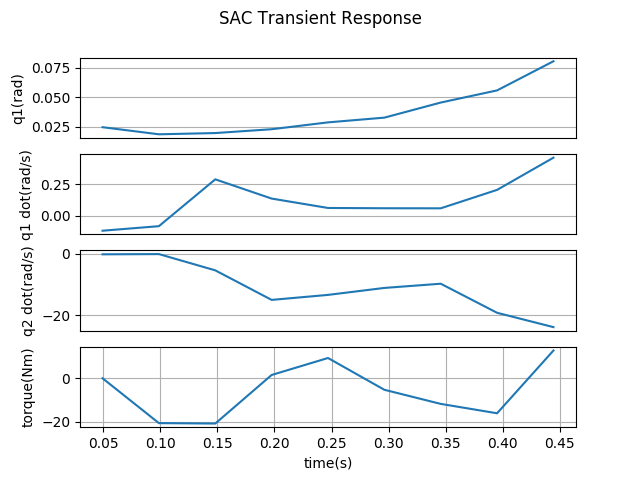 SAC Transient Response
0.075
0.050
0.025
q1(rad)
0.25
0.00
q1 dot(rad/s)
0
−20
q2 dot(rad/s)
0
−20
torque(Nm)
0.05 0.10 0.15 0.20 0.25 0.30 0.35 0.40 0.45
time(s)